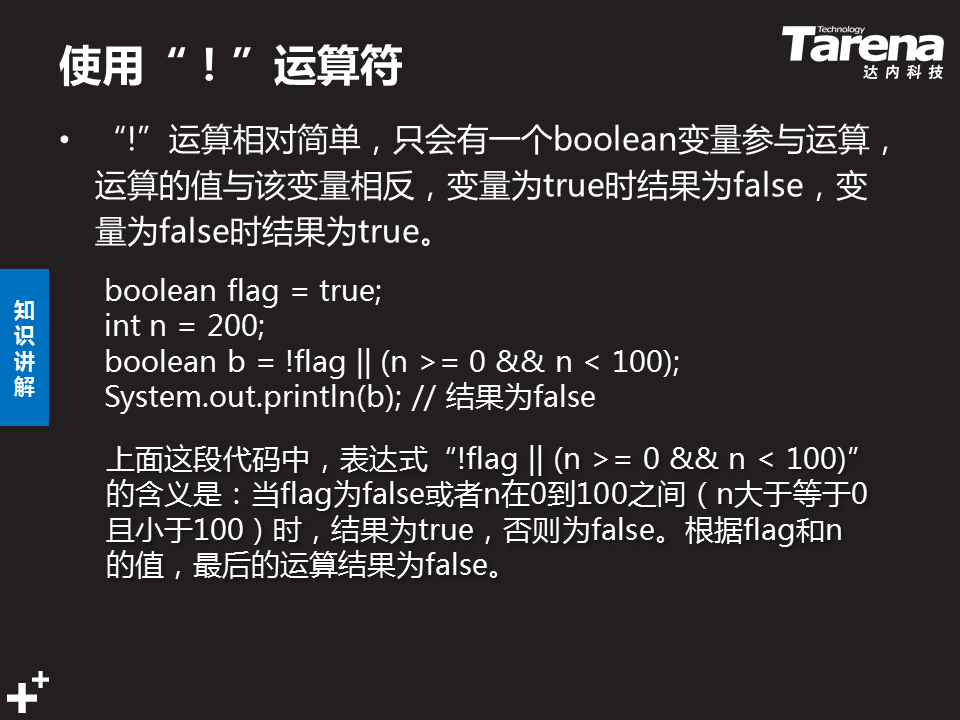 使用“！”运算符
Technology
Tarena
达内科技
• “!”运算相对简单，只会有一个boolean变量参与运算，
运算的值与该变量相反，变量为true时结果为false，变
量为false时结果为true。
知
识
讲
解
boolean flag = true;
int n = 200;
boolean b = !flag || (n >= 0 && n < 100);
System.out.println(b); // 结果为false
上面这段代码中，表达式“!flag || (n >= 0 && n < 100)”
的含义是：当flag为false或者n在0到100之间（n大于等于0
且小于100）时，结果为true，否则为false。根据flag和n
的值，最后的运算结果为false。